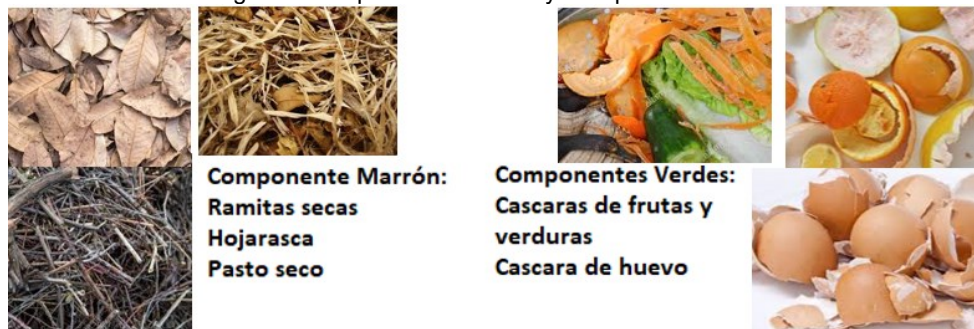 Componente Marrón:
Ramitas secas
Hojarasca
Pasto seco
Componentes Verdes:
Cascaras de frutas y
verduras
Cascara de huevo